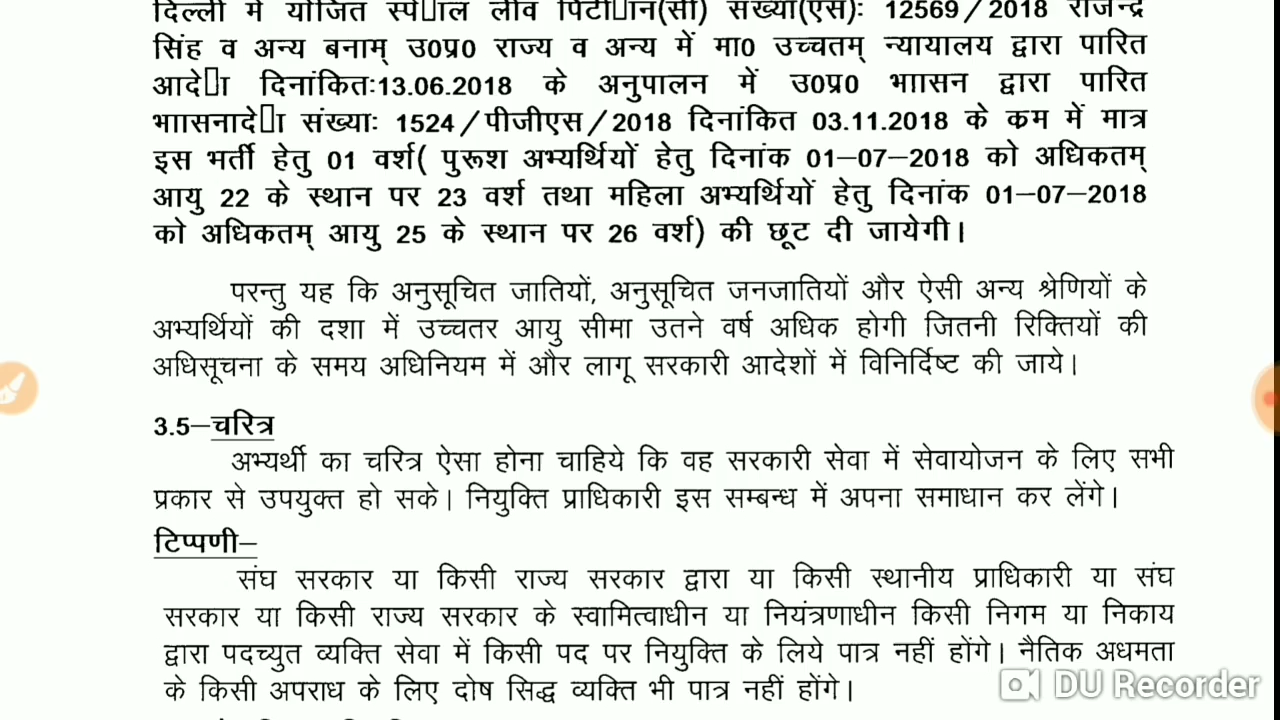 दिल्ली में योजित स्पे▯ाल लीव पिटी▯ान(सी) संख्या(एस): 12569/2018 राजेन्द्र
सिंह व अन्य बनाम् उ0प्र0 राज्य व अन्य में मा0 उच्चतम् न्यायालय द्वारा पारित
आदे▯ा दिनांकितः13.06.2018 के अनुपालन में उ0प्र0 भाासन द्वारा पारित
भाासनादे▯ा संख्याः 1524/पीजीएस/2018 दिनांकित 03.11.2018 के कम में मात्र
इस भर्ती हेतु 01 वर्श( पुरूश अभ्यर्थियों हेतु दिनांक 01–07–2018 को अधिकतम्
आयु 22 के स्थान पर 23 वर्श तथा महिला अभ्यर्थियों हेतु दिनांक 01–07–2018
को अधिकतम् आयु 25 के स्थान पर 26 वर्श) की छूट दी जायेगी।
परन्तु यह कि अनुसूचित जातियों, अनुसूचित जनजातियों और ऐसी अन्य श्रेणियों के
अभ्यर्थियों की दशा में उच्चतर आयु सीमा उतने वर्ष अधिक होगी जितनी रिक्तियों की
अधिसूचना के समय अधिनियम में और लागू सरकारी आदेशों में विनिर्दिष्ट की जाये।
3.5–चरित्र
अभ्यर्थी का चरित्र ऐसा होना चाहिये कि वह सरकारी सेवा में सेवायोजन के लिए सभी
प्रकार से उपयुक्त हो सके। नियुक्ति प्राधिकारी इस सम्बन्ध में अपना समाधान कर लेंगे।
टिप्पणी–
संघ सरकार या किसी राज्य सरकार द्वारा या किसी स्थानीय प्राधिकारी या संघ
सरकार या किसी राज्य सरकार के स्वामित्वाधीन या नियंत्रणाधीन किसी निगम या निकाय
द्वारा पदच्युत व्यक्ति सेवा में किसी पद पर नियुक्ति के लिये पात्र नहीं होंगे। नैतिक अधमता
के किसी अपराध के लिए दोष सिद्ध व्यक्ति भी पात्र नहीं होंगे।
DU Recorder